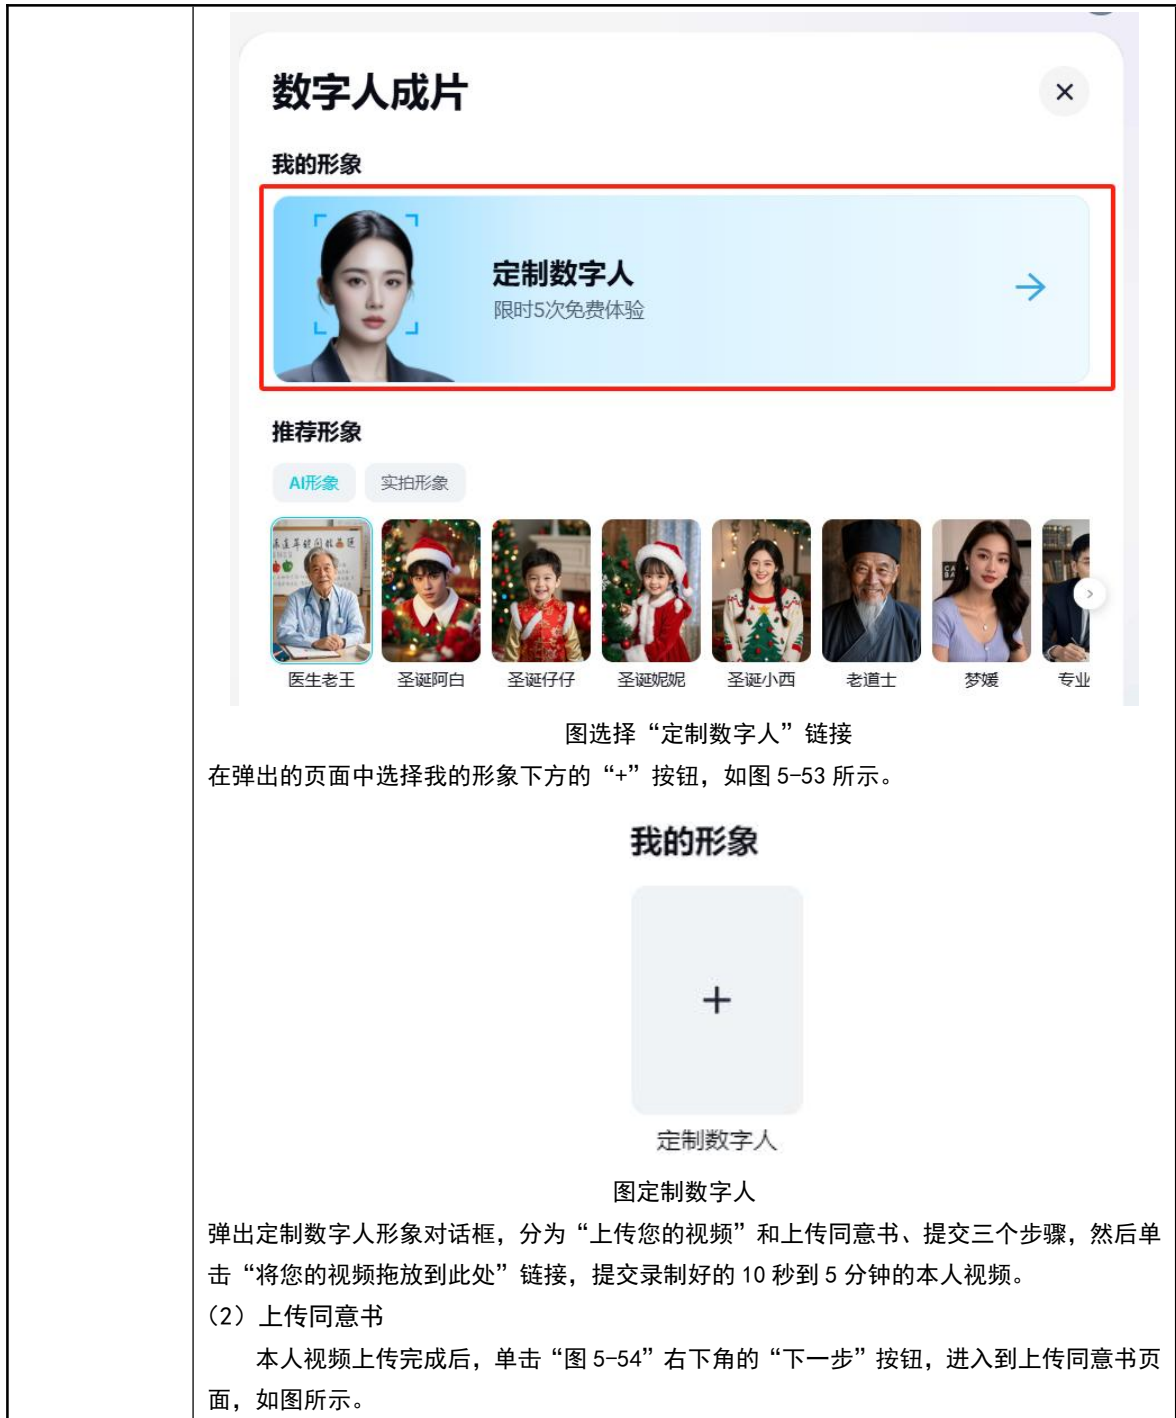 数字人成片
我的形象
定制数字人
限时5次免费体验
推荐形象
AI形象 实拍形象
医生老王 圣诞阿白 圣诞仔仔 圣诞妮妮 圣诞小西 老道士 梦媛 专业
图选择“定制数字人”链接
在弹出的页面中选择我的形象下方的“+”按钮，如图 5-53 所示。
我的形象
+
定制数字人
图定制数字人
弹出定制数字人形象对话框，分为“上传您的视频”和上传同意书、提交三个步骤，然后单
击“将您的视频拖放到此处”链接，提交录制好的 10 秒到 5 分钟的本人视频。
（2）上传同意书
本人视频上传完成后，单击“图 5-54”右下角的“下一步”按钮，进入到上传同意书页
面，如图所示。